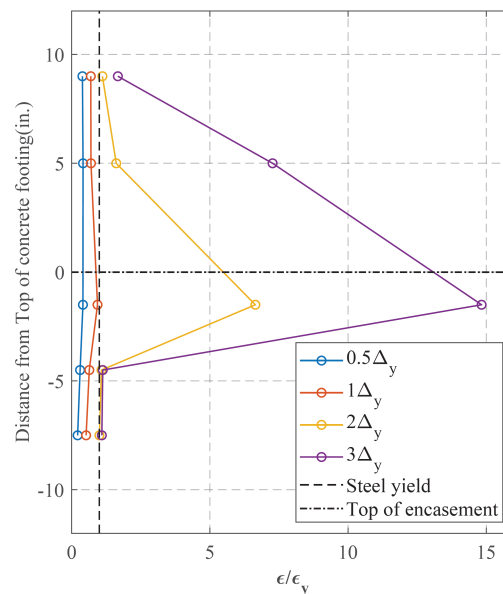 Distance from Top of concrete footing(in.)
10
5
0
-5
-10
0.5Δy
1Δy
2Δy
3Δy
Steel yield
Top of encasement
0
5
10
15
ϵ/ϵy